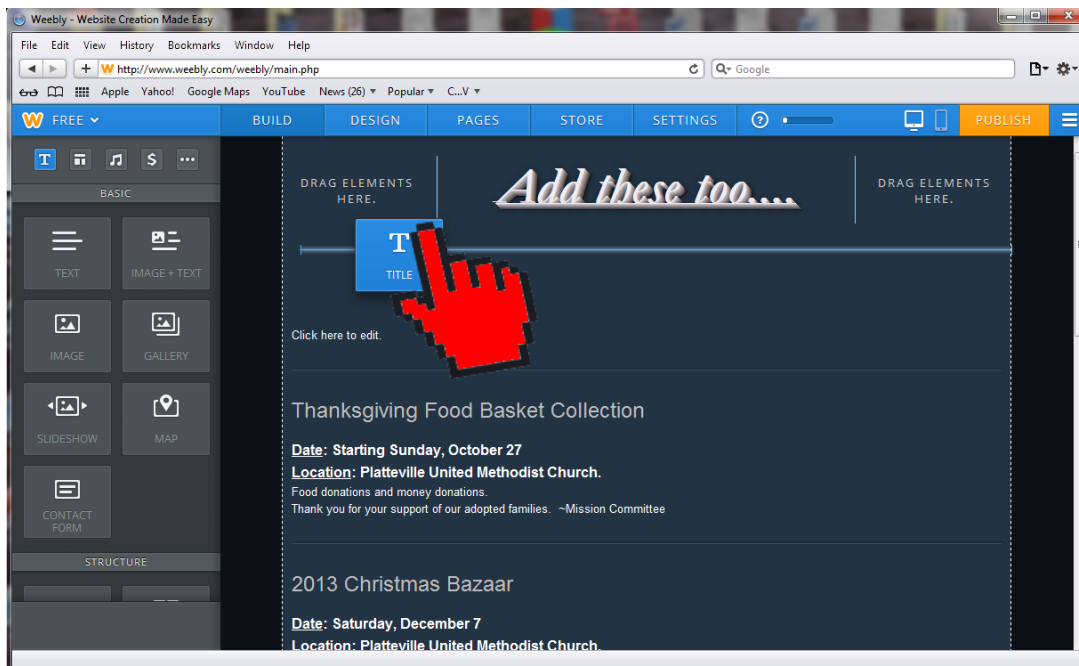 Weebly - Website Creation Made Easy
File Edit View History Bookmarks Window Help
http://www.weebly.com/weebly/main.php
Google
Apple Yahoo! Google Maps YouTube News (26) ▾ Popular ▾ C...V ▾
W FREE BUILD DESIGN PAGES STORE SETTINGS ? PUBLISH
T $
BASIC
TEXT
IMAGE + TEXT
IMAGE
GALLERY
SLIDESHOW
MAP
CONTACT
FORM
STRUCTURE
DRAG ELEMENTS
HERE.
Add these too....
DRAG ELEMENTS
HERE.
T
TITLE
Click here to edit.
Thanksgiving Food Basket Collection
Date: Starting Sunday, October 27
Location: Platteville United Methodist Church.
Food donations and money donations.
Thank you for your support of our adopted families. ~Mission Committee
2013 Christmas Bazaar
Date: Saturday, December 7
Location: Platteville United Methodist Church.